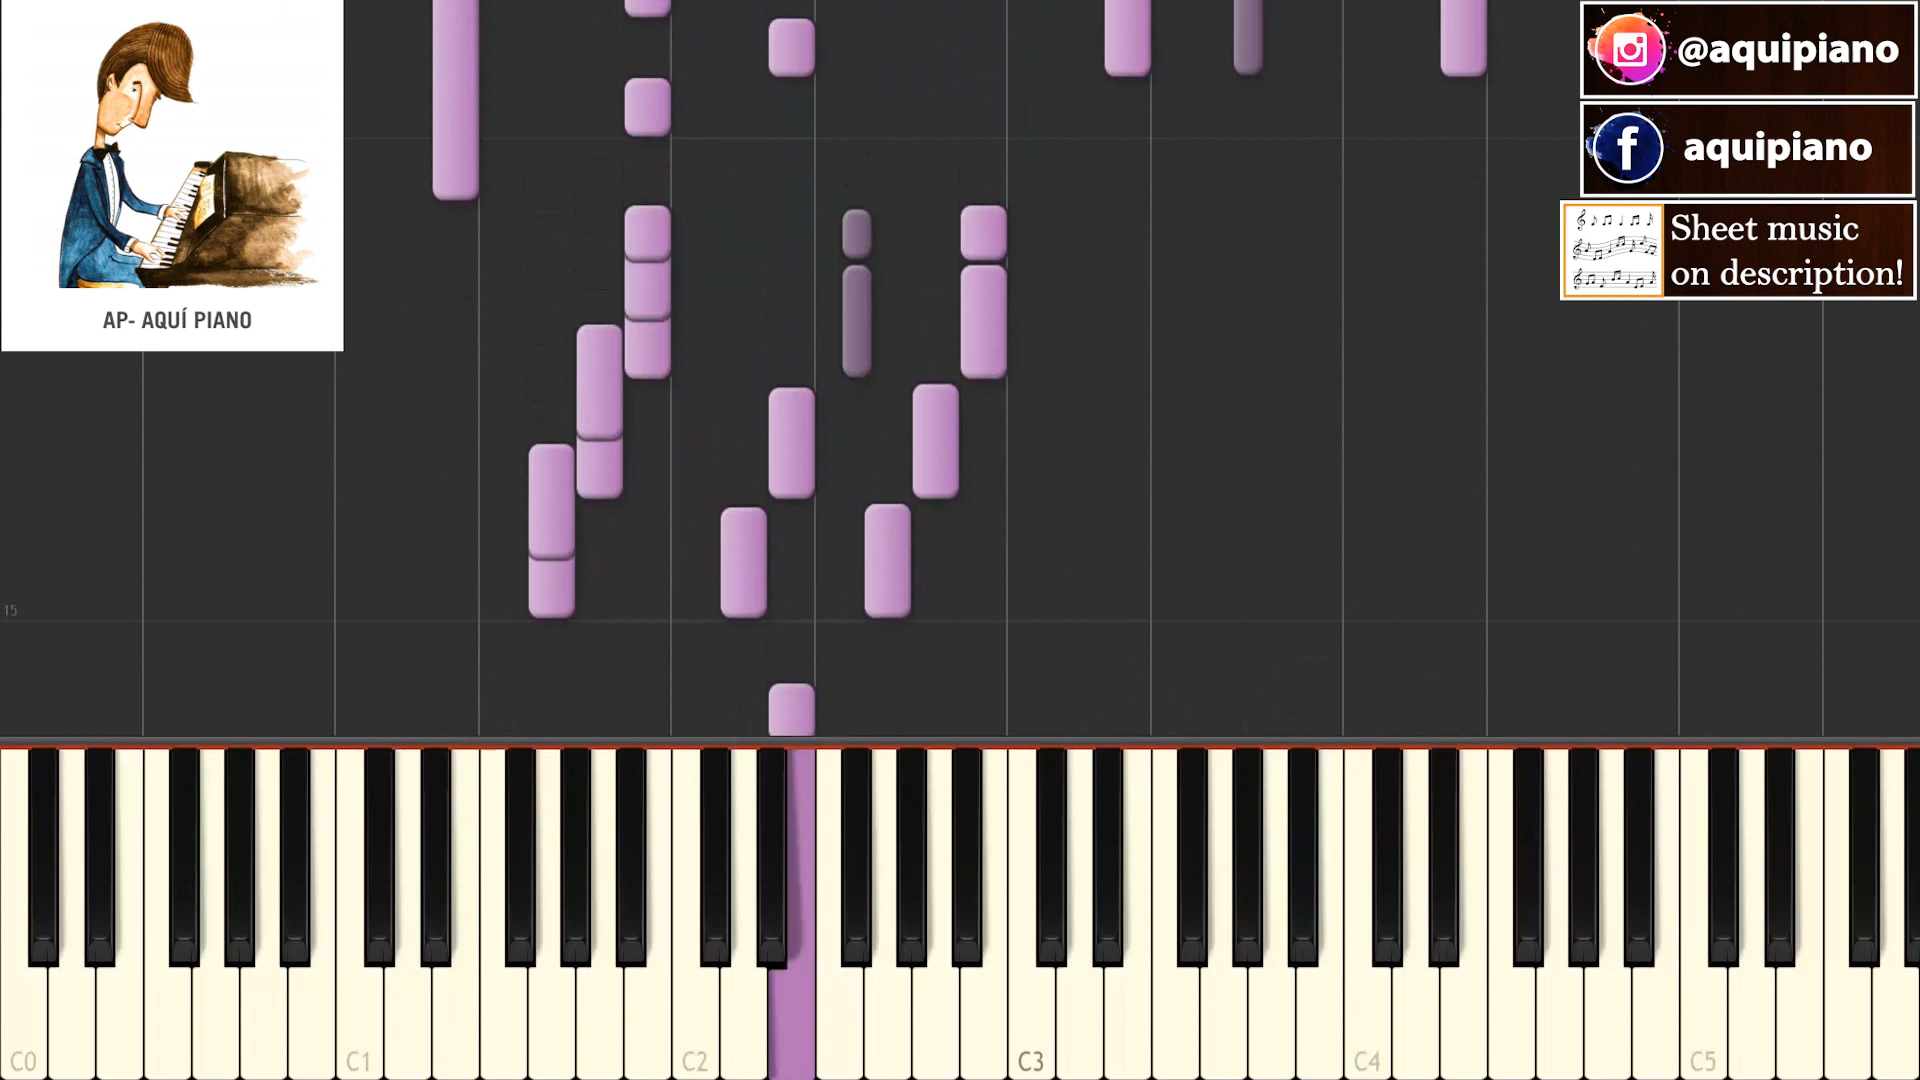 @aquipiano
aquipiano
Sheet music
on description!
AP- AQUÍ PIANO
15
C0
C1
C2
C3
C4
C5